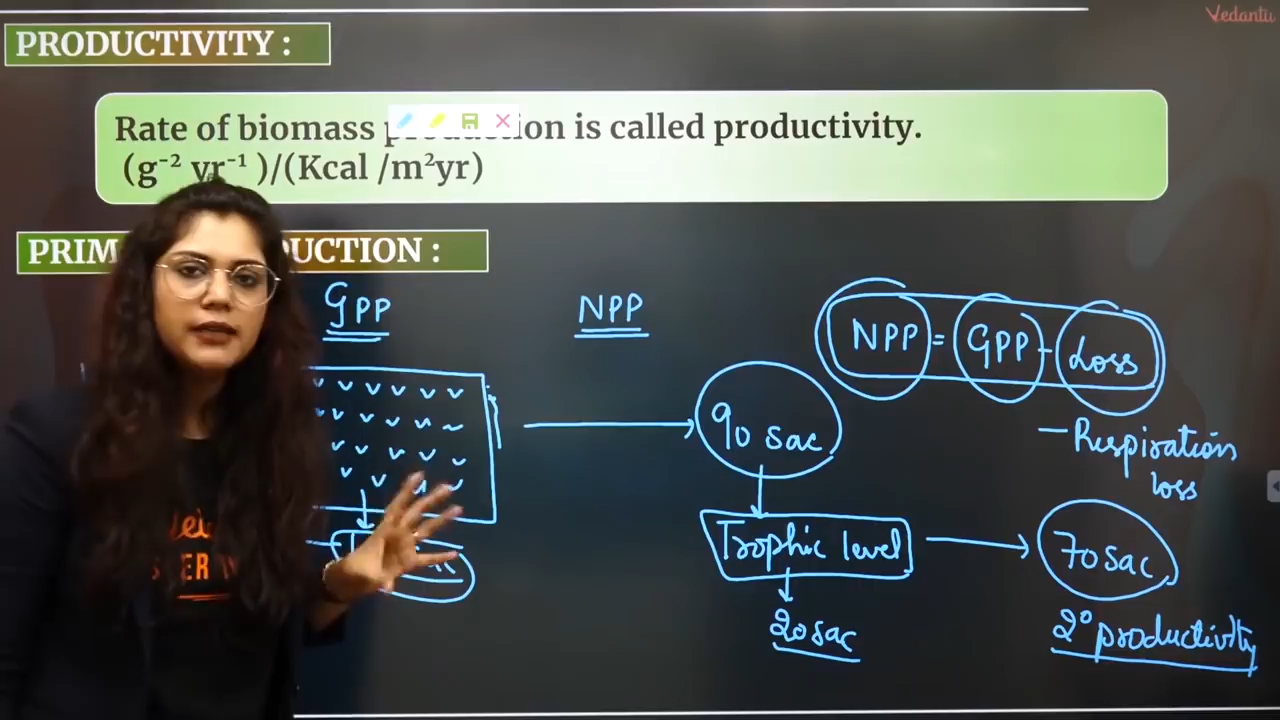 Vedantu
PRODUCTIVITY :
Rate of biomass production is called productivity.
(g⁻² yr⁻¹ )/(Kcal /m²yr)
PRIM UCTION :
GPP
NPP
NPP = GPP - Loss
90 sac
- Respiration
loss
Trophic level
70 sac
20 sac
2° productivity